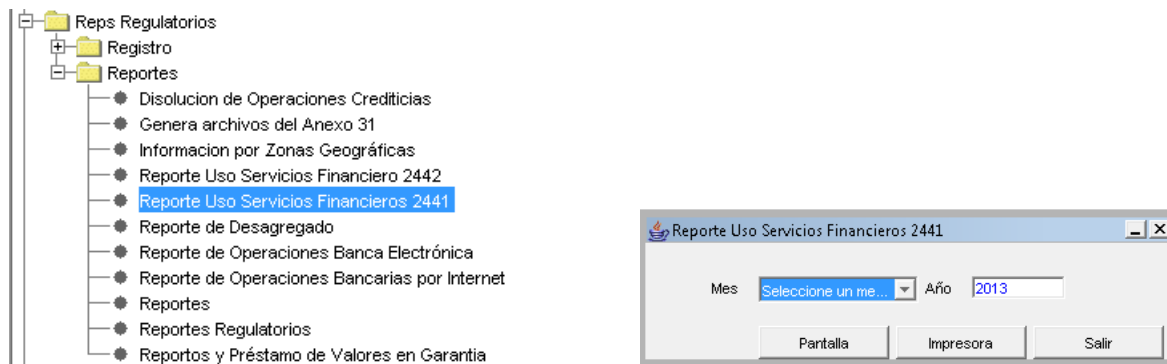 Reps Regulatorios
Registro
Reportes
Disolucion de Operaciones Crediticias
Genera archivos del Anexo 31
Informacion por Zonas Geográficas
Reporte Uso Servicios Financiero 2442
Reporte Uso Servicios Financieros 2441
Reporte de Desagregado
Reporte de Operaciones Banca Electrónica
Reporte de Operaciones Bancarias por Internet
Reportes
Reportes Regulatorios
Reportos y Préstamo de Valores en Garantia
Reporte Uso Servicios Financieros 2441
Mes Seleccione un me... Año 2013
Pantalla Impresora Salir